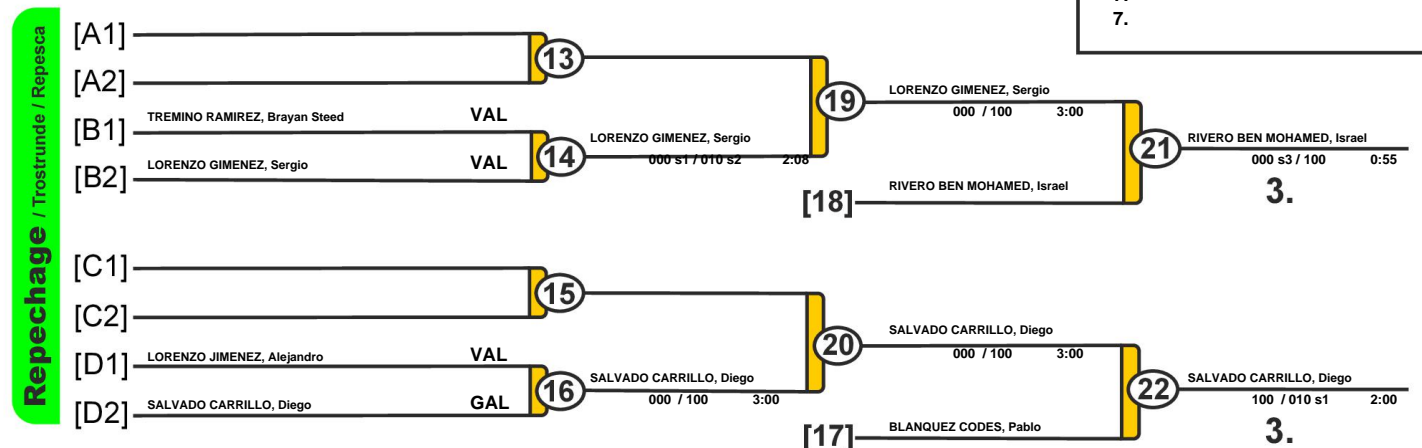 7.
Repechage / Trostrunde / Repesca
[A1]
13
[A2]
19
LORENZO GIMENEZ, Sergio
000 / 100 3:00
TREMINO RAMIREZ, Brayan Steed VAL
[B1]
14
LORENZO GIMENEZ, Sergio
000 s1 / 010 s2 2:08
LORENZO GIMENEZ, Sergio VAL
[B2]
21
RIVERO BEN MOHAMED, Israel
000 s3 / 100 0:55
3.
[18]
RIVERO BEN MOHAMED, Israel
[C1]
15
[C2]
20
SALVADO CARRILLO, Diego
000 / 100 3:00
[D1]
LORENZO JIMENEZ, Alejandro VAL
16
SALVADO CARRILLO, Diego
000 / 100 3:00
[D2]
SALVADO CARRILLO, Diego GAL
22
SALVADO CARRILLO, Diego
100 / 010 s1 2:00
3.
[17]
BLANQUEZ CODES, Pablo